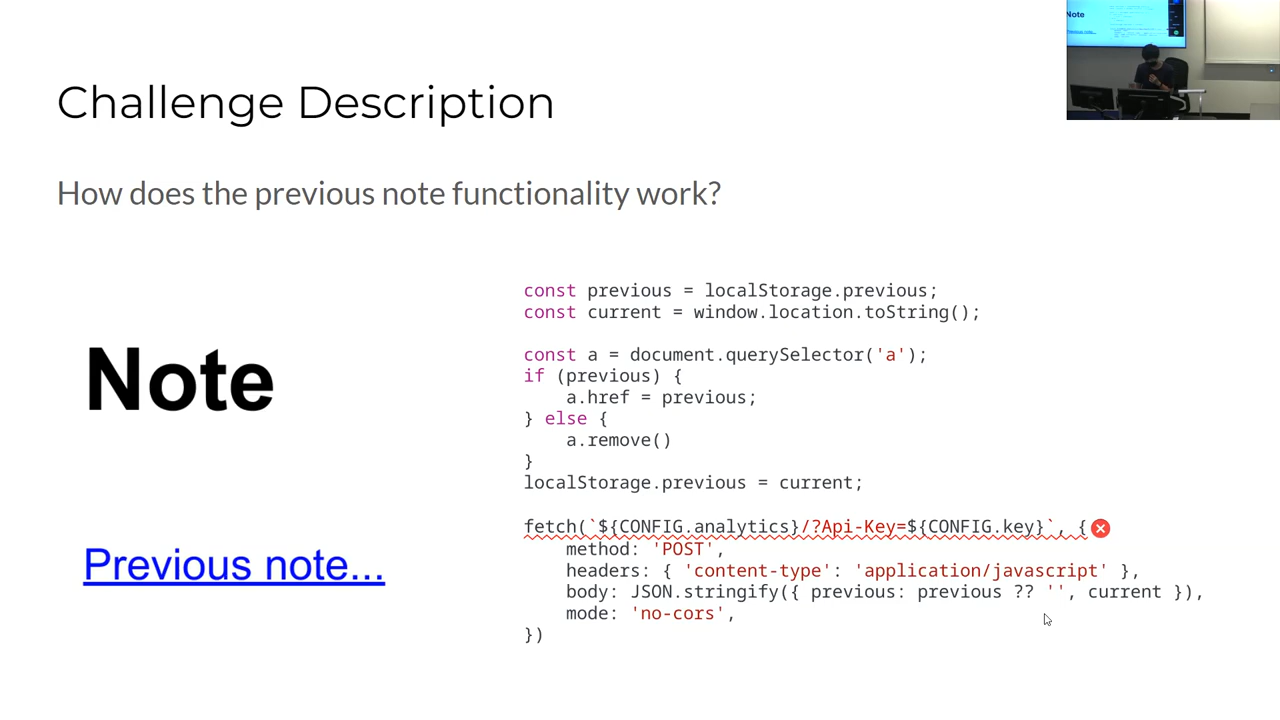 Challenge Description
How does the previous note functionality work?
Note
Previous note...
const previous = localStorage.previous;
const current = window.location.toString();
const a = document.querySelector('a');
if (previous) {
    a.href = previous;
} else {
    a.remove()
}
localStorage.previous = current;
fetch(`${CONFIG.analytics}/?Api-Key=${CONFIG.key}`, {
    method: 'POST',
    headers: { 'content-type': 'application/javascript' },
    body: JSON.stringify({ previous: previous ?? '', current }),
    mode: 'no-cors',
})
Note